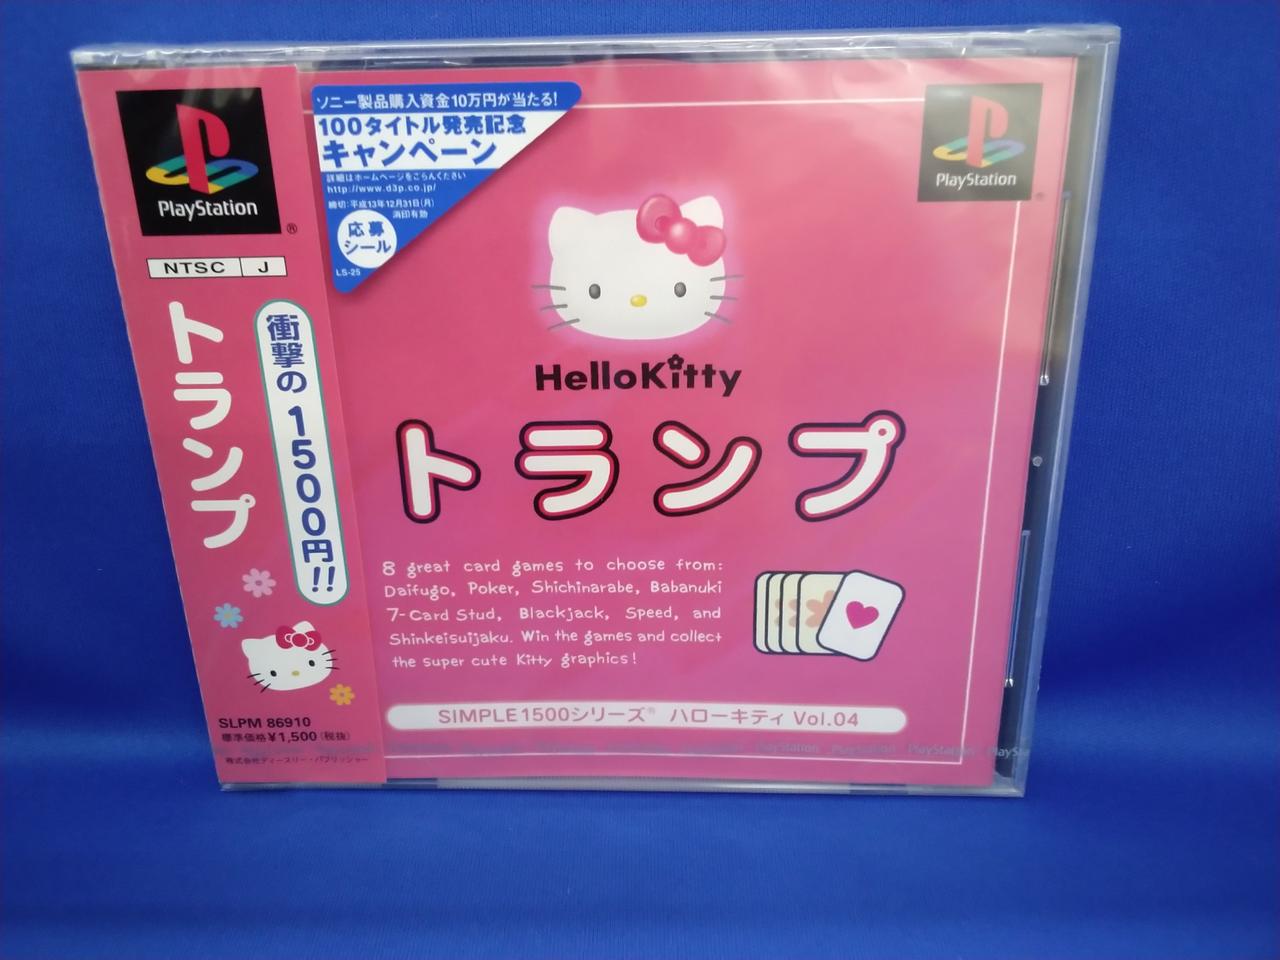 PlayStation
®
NTSC J
トランプ
衝撃の1500円!!
SLPM 86910
標準価格¥1,500(税抜)
株式会社ディースリー・パブリッシャー
ソニー製品購入資金10万円が当たる!
100タイトル発売記念
キャンペーン
詳細はホームページをごらんください
http://www.d3p.co.jp/
締切:平成13年12月31日(月)
消印有効
応募
シール
LS-25
PlayStation
®
HelloKitty
トランプ
8 great card games to choose from:
Daifugo, Poker, Shichinarabe, Babanuki
7-Card Stud, Blackjack, Speed, and
Shinkeisuijaku. Win the games and collect
the super cute Kitty graphics!
SIMPLE1500シリーズ® ハローキティ Vol.04
PlayStation PlayStation PlayStation